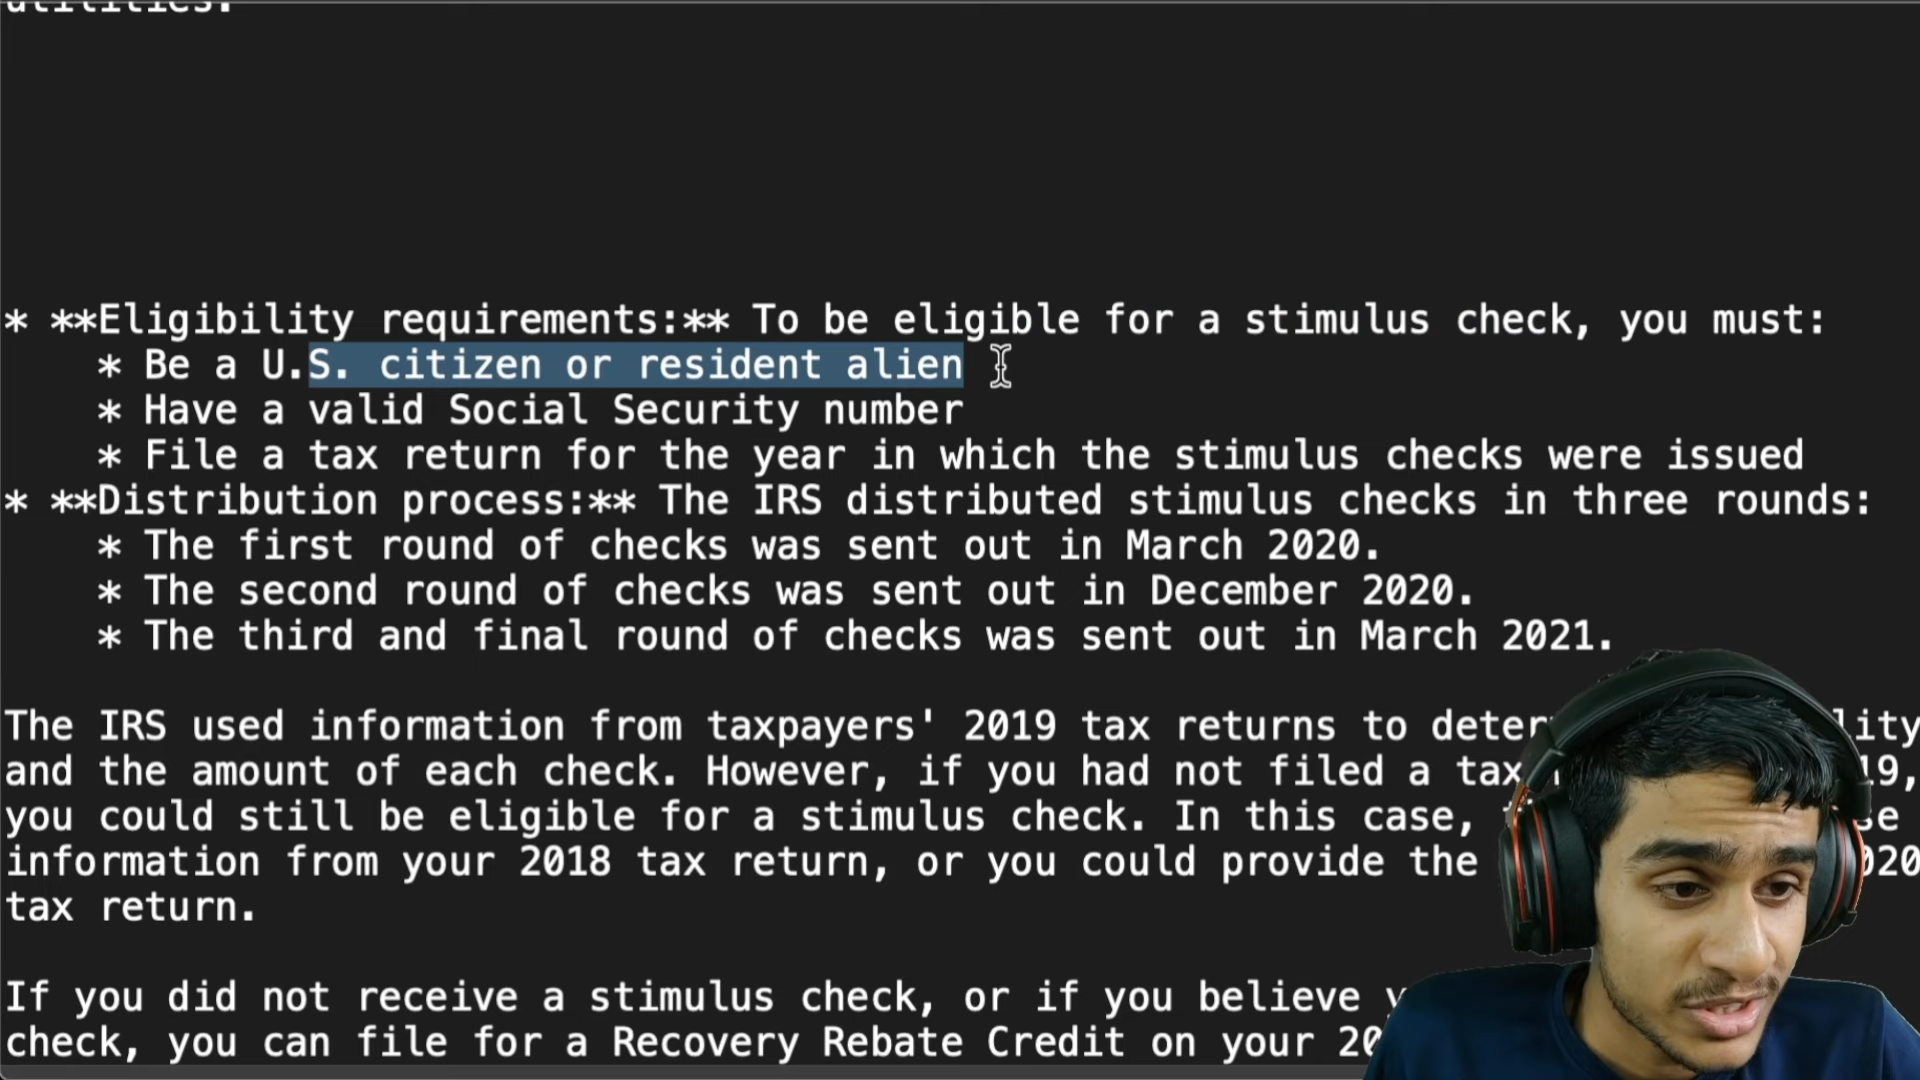 utilities.
* **Eligibility requirements:** To be eligible for a stimulus check, you must:
* Be a U.S. citizen or resident alien
* Have a valid Social Security number
* File a tax return for the year in which the stimulus checks were issued
* **Distribution process:** The IRS distributed stimulus checks in three rounds:
* The first round of checks was sent out in March 2020.
* The second round of checks was sent out in December 2020.
* The third and final round of checks was sent out in March 2021.
The IRS used information from taxpayers' 2019 tax returns to
and the amount of each check. However, if you had not filed a tax
you could still be eligible for a stimulus check. In this case,
information from your 2018 tax return, or you could provide the
tax return.
If you did not receive a stimulus check, or if you believe
check, you can file for a Recovery Rebate Credit on your